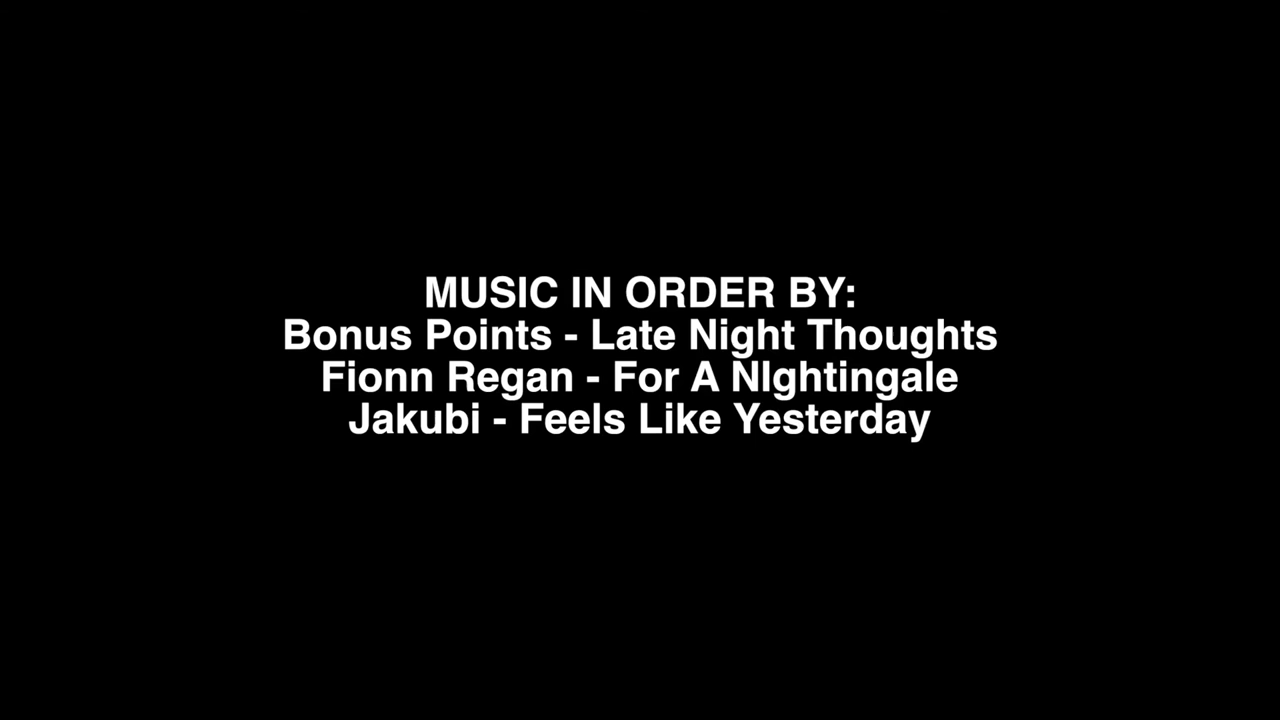 MUSIC IN ORDER BY:
Bonus Points - Late Night Thoughts
Fionn Regan - For A NIghtingale
Jakubi - Feels Like Yesterday